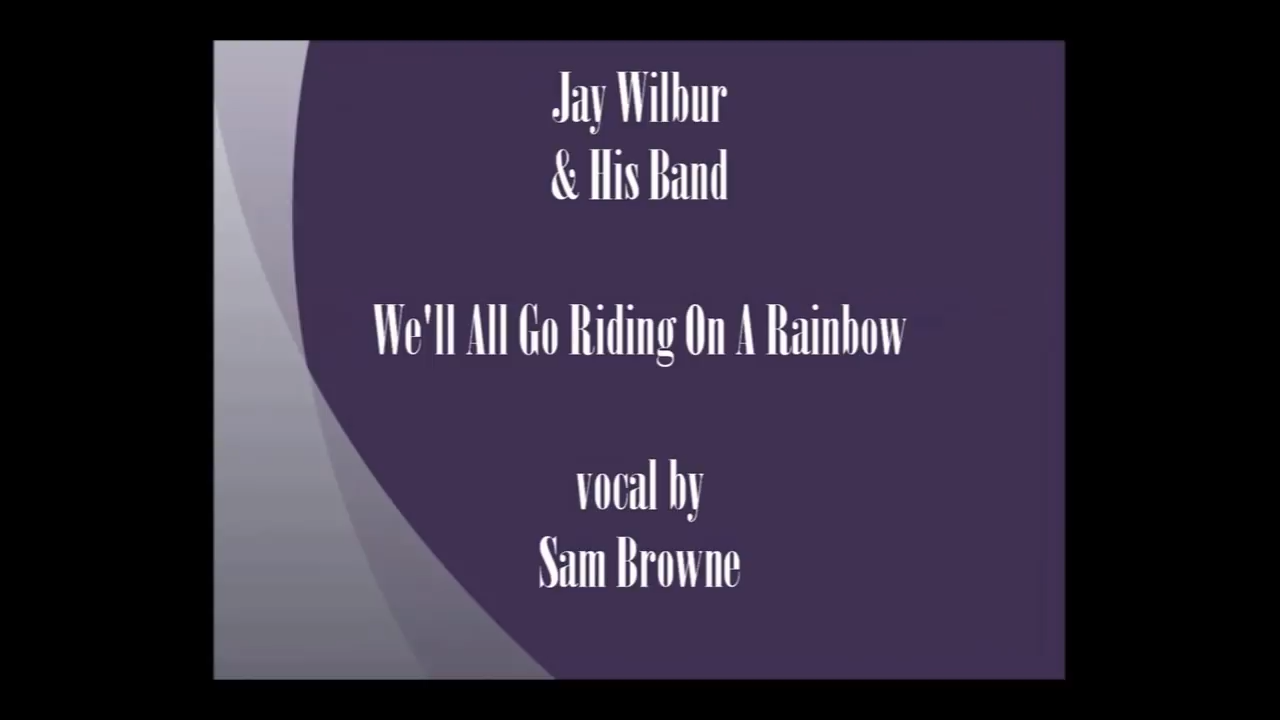 Jay Wilbur
& His Band
We'll All Go Riding On A Rainbow
vocal by
Sam Browne